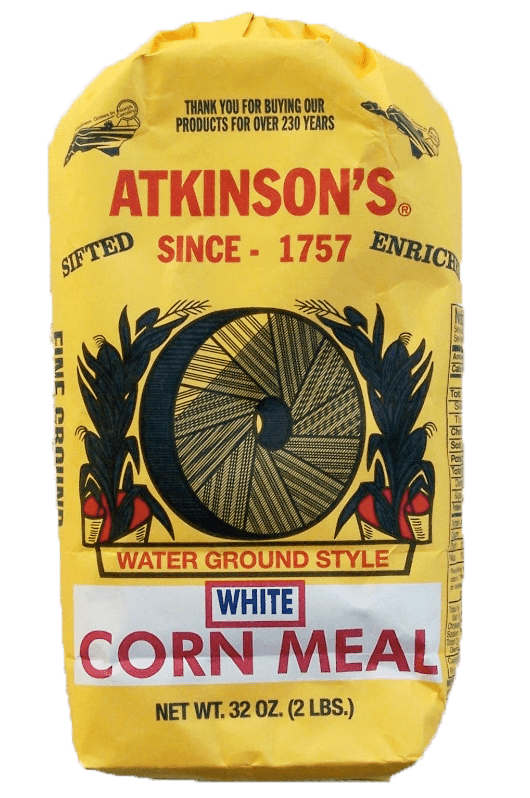 THANK YOU FOR BUYING OUR
PRODUCTS FOR OVER 230 YEARS
ATKINSON'S®
SIFTED
SINCE - 1757
ENRICH
FINE GROUND
WATER GROUND STYLE
WHITE
CORN MEAL
NET WT. 32 OZ. (2 LBS.)